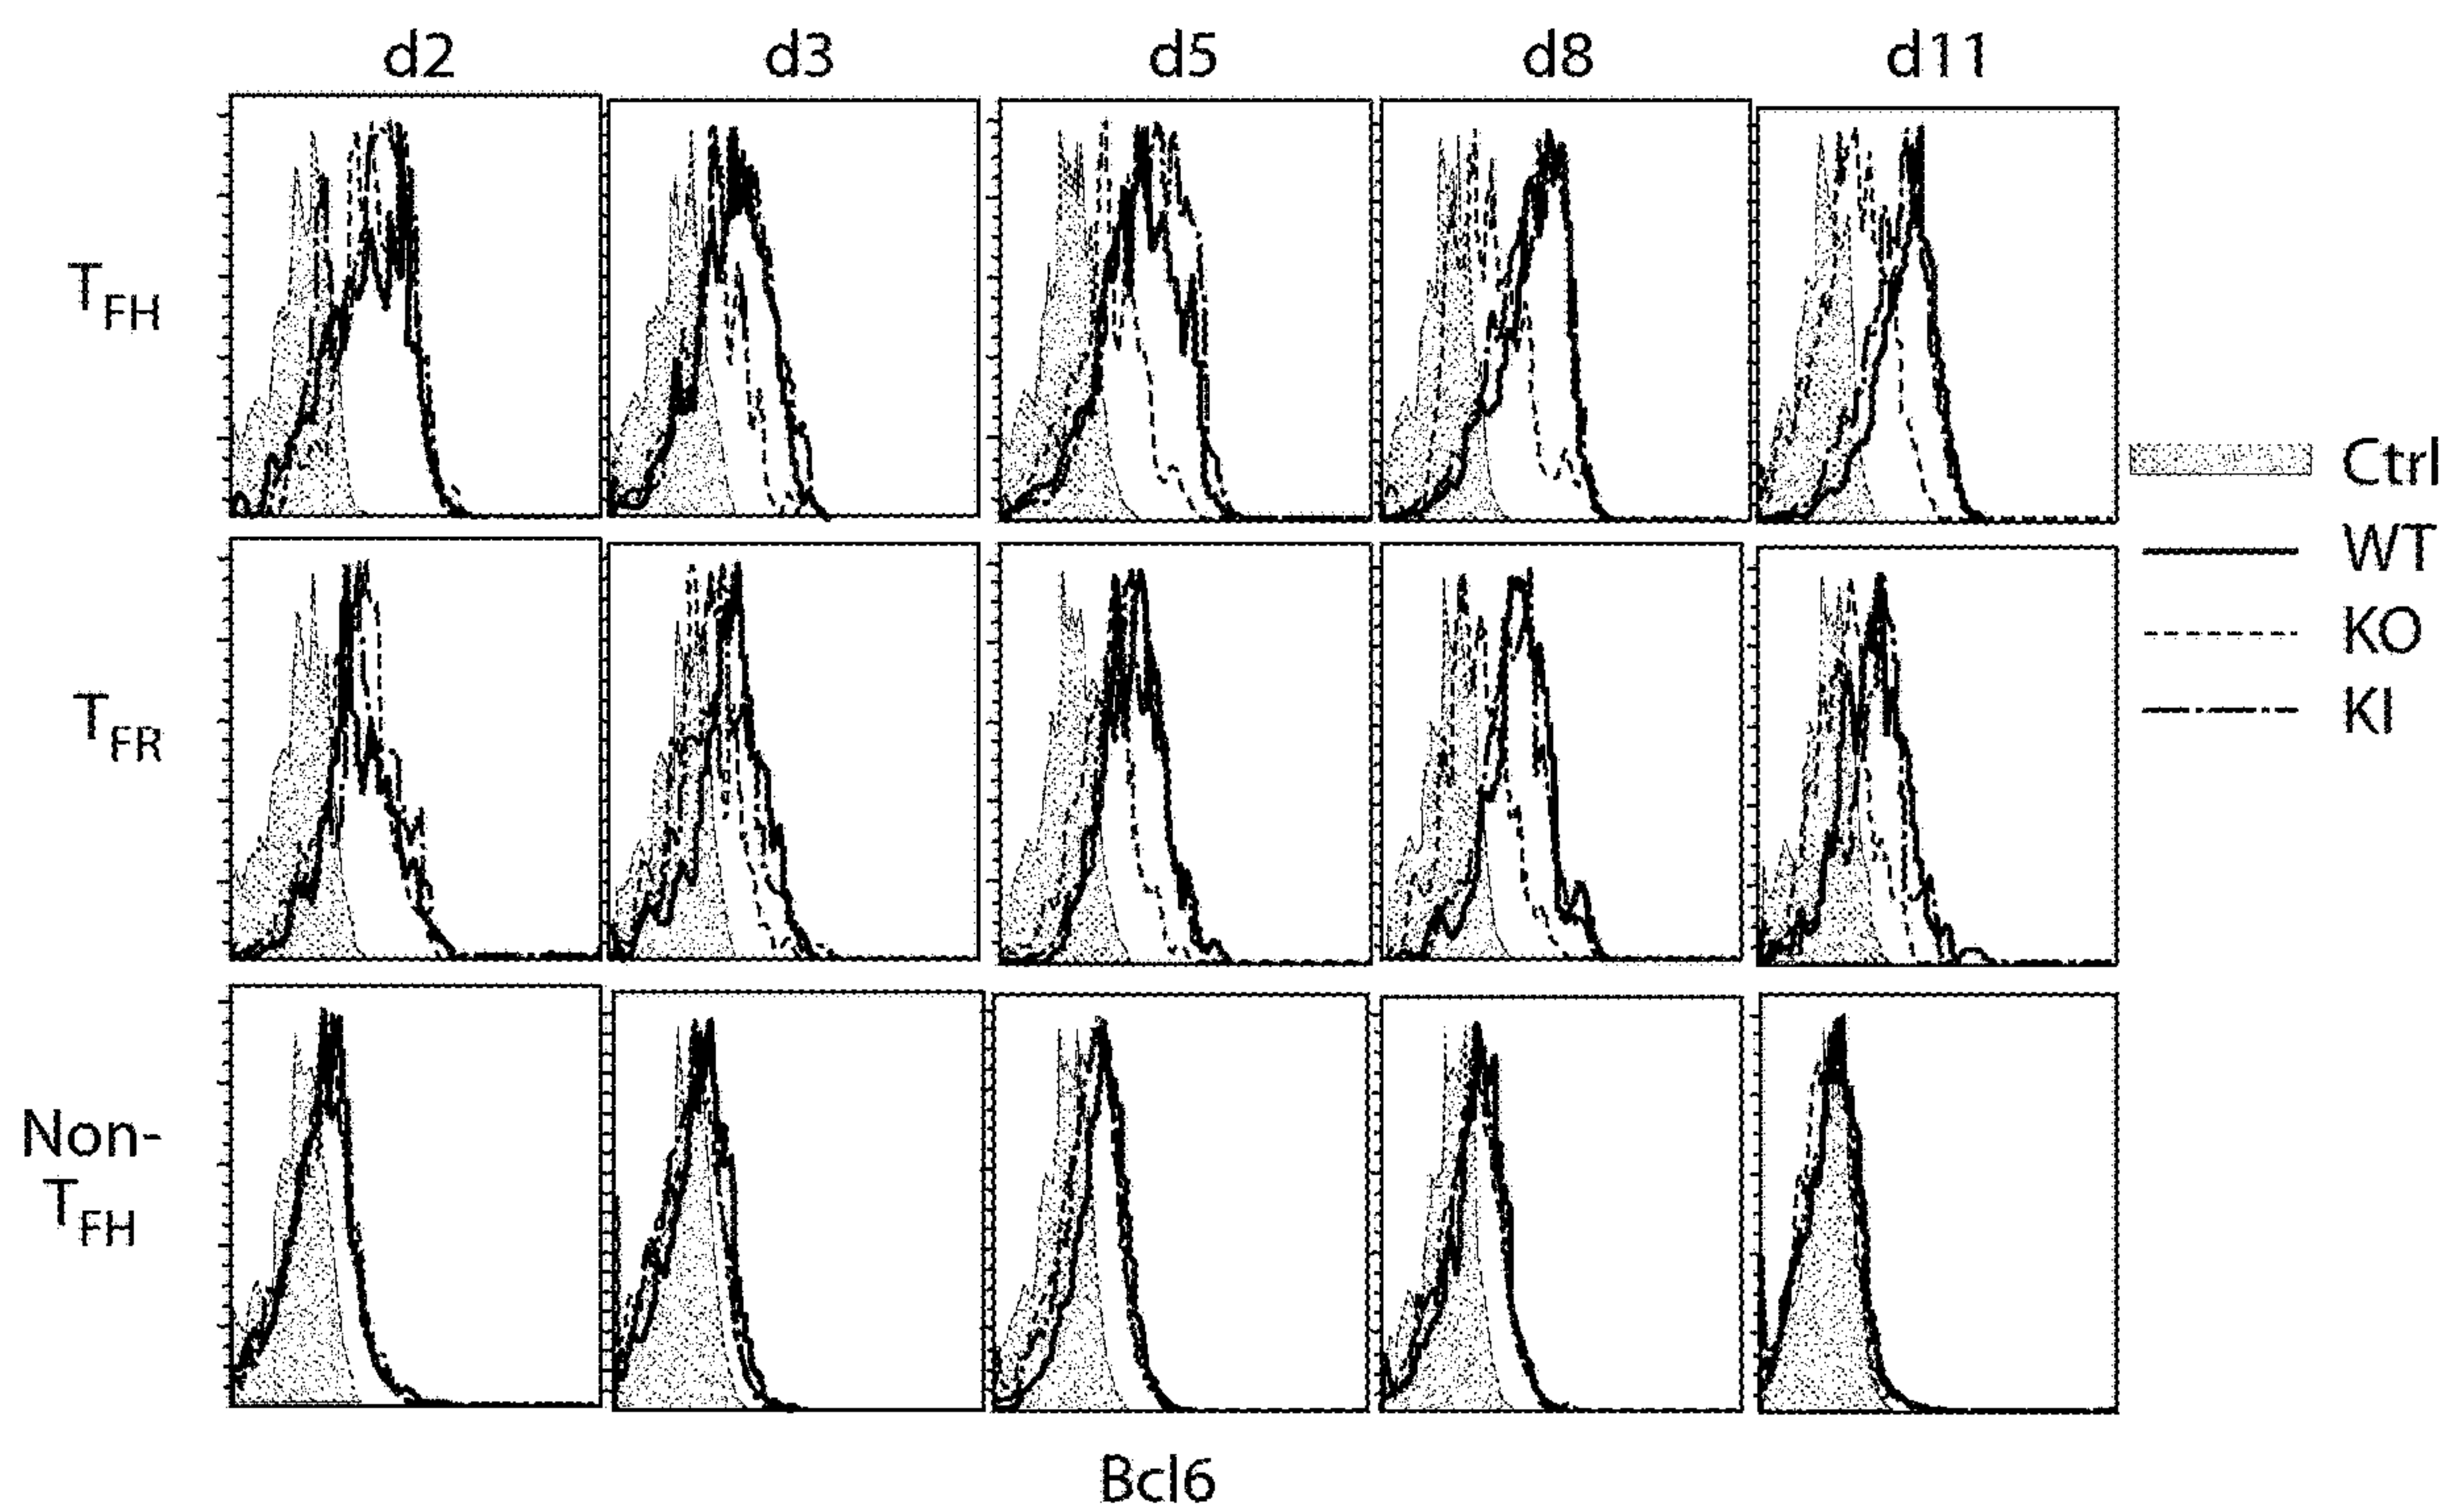 d2 d3 d5 d8 d11
TFH
Ctrl
WT
KO
TFR
KI
Non-
TFH
Bcl6